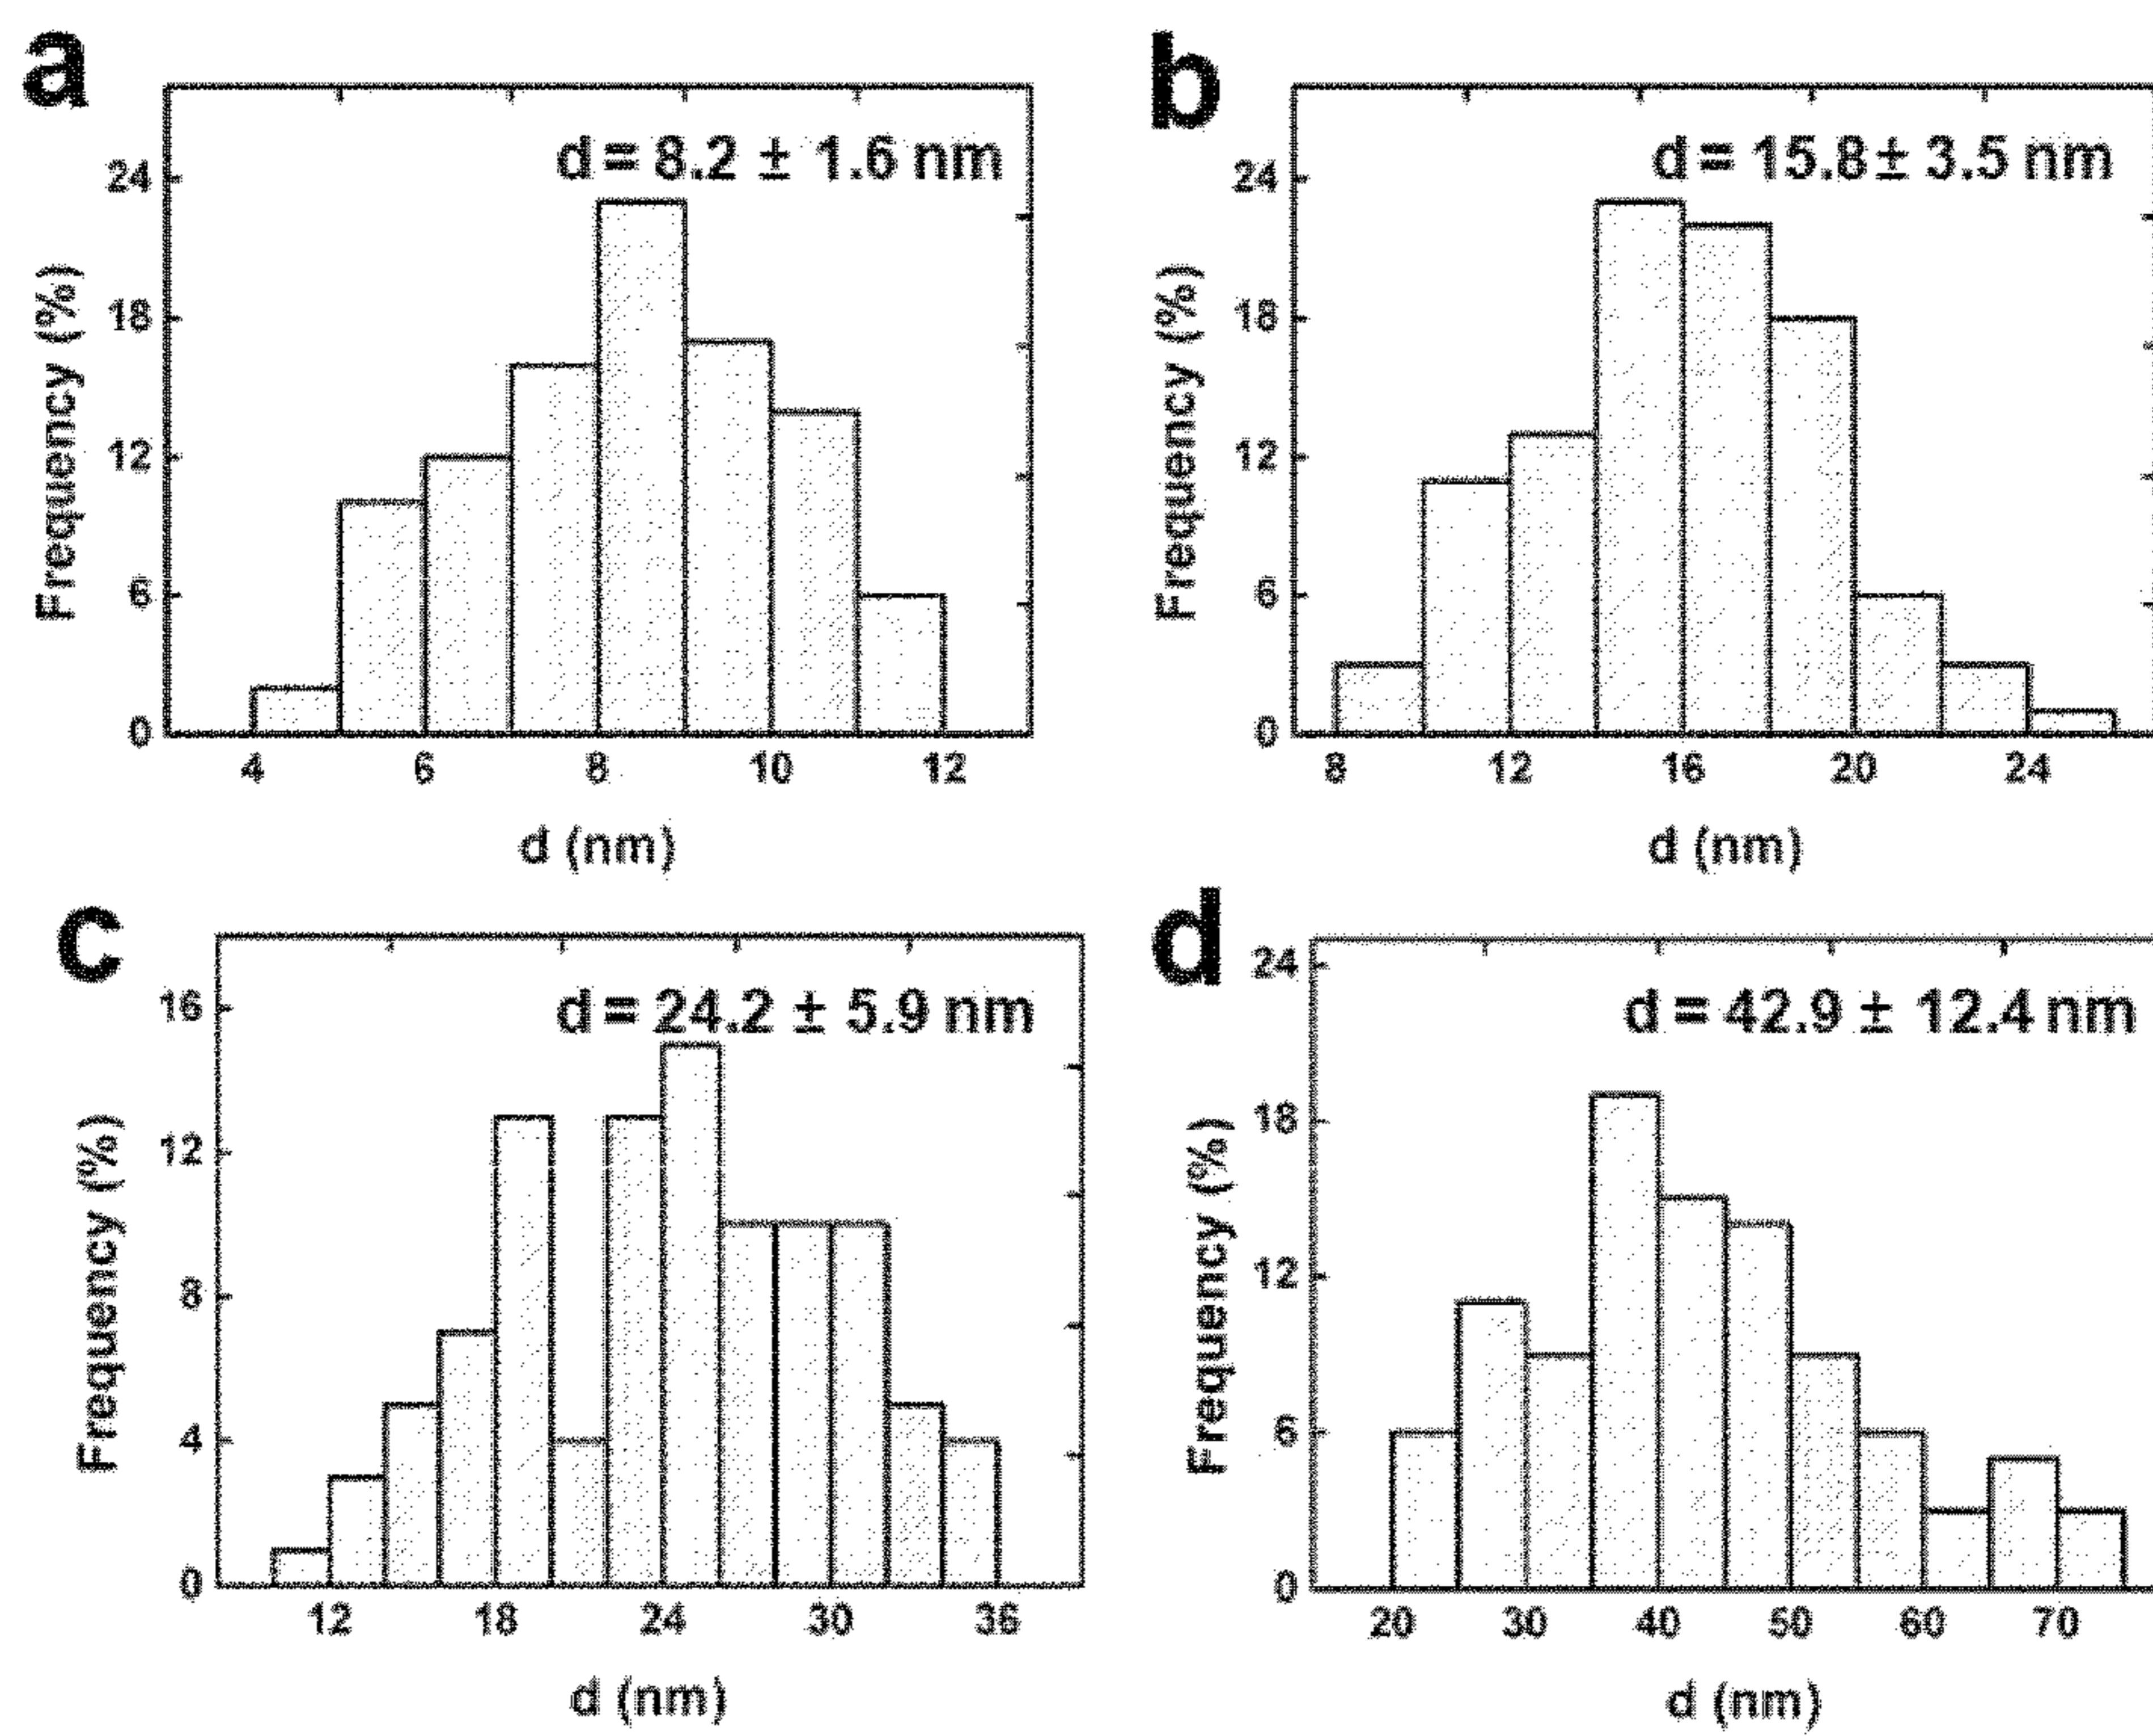 a
d = 8.2 ± 1.6 nm
Frequency (%)
24
18
12
6
0
4 6 8 10 12
d (nm)
b
d = 15.8 ± 3.5 nm
Frequency (%)
24
18
12
6
0
8 12 16 20 24
d (nm)
c
d = 24.2 ± 5.9 nm
Frequency (%)
16
12
8
4
0
12 18 24 30 36
d (nm)
d
d = 42.9 ± 12.4 nm
Frequency (%)
24
18
12
6
0
20 30 40 50 60 70
d (nm)